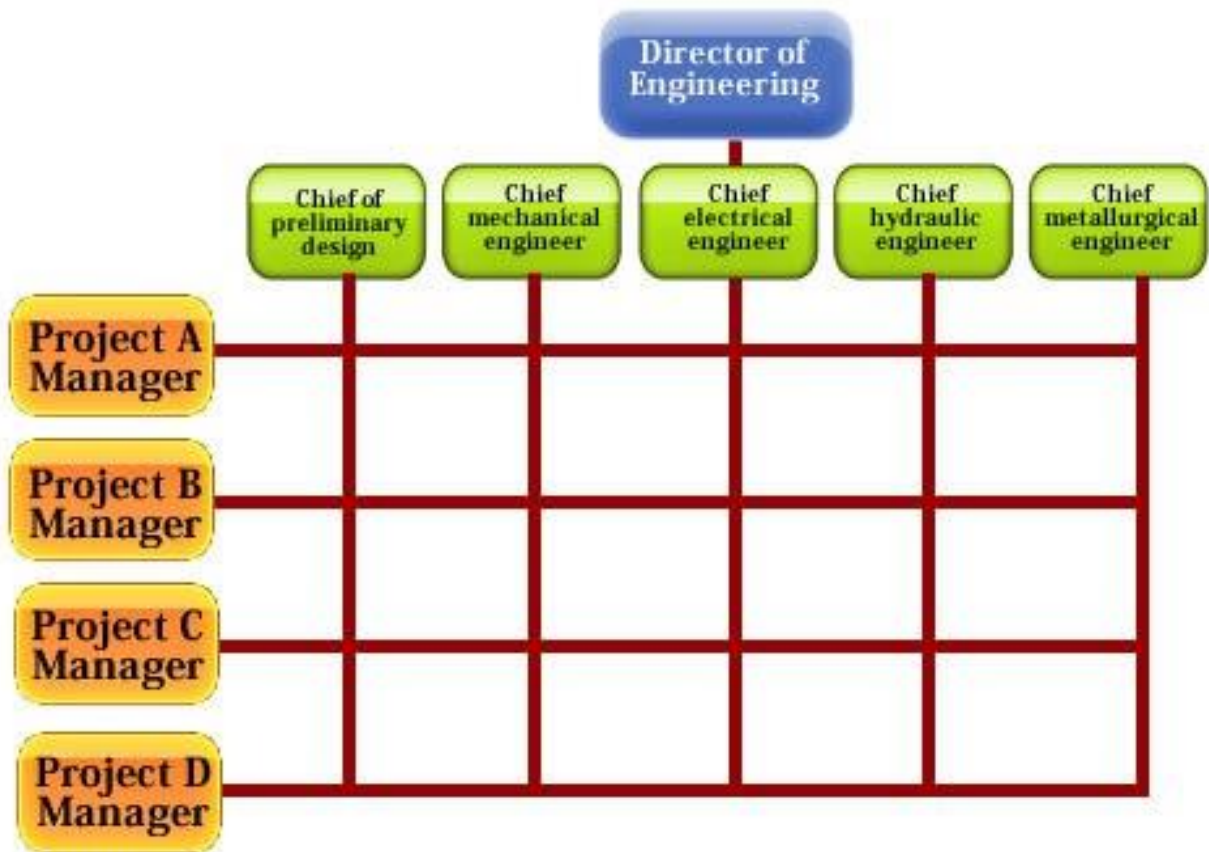 Director of
Engineering
Chief of
preliminary
design
Chief
mechanical
engineer
Chief
electrical
engineer
Chief
hydraulic
engineer
Chief
metallurgical
engineer
Project A
Manager
Project B
Manager
Project C
Manager
Project D
Manager